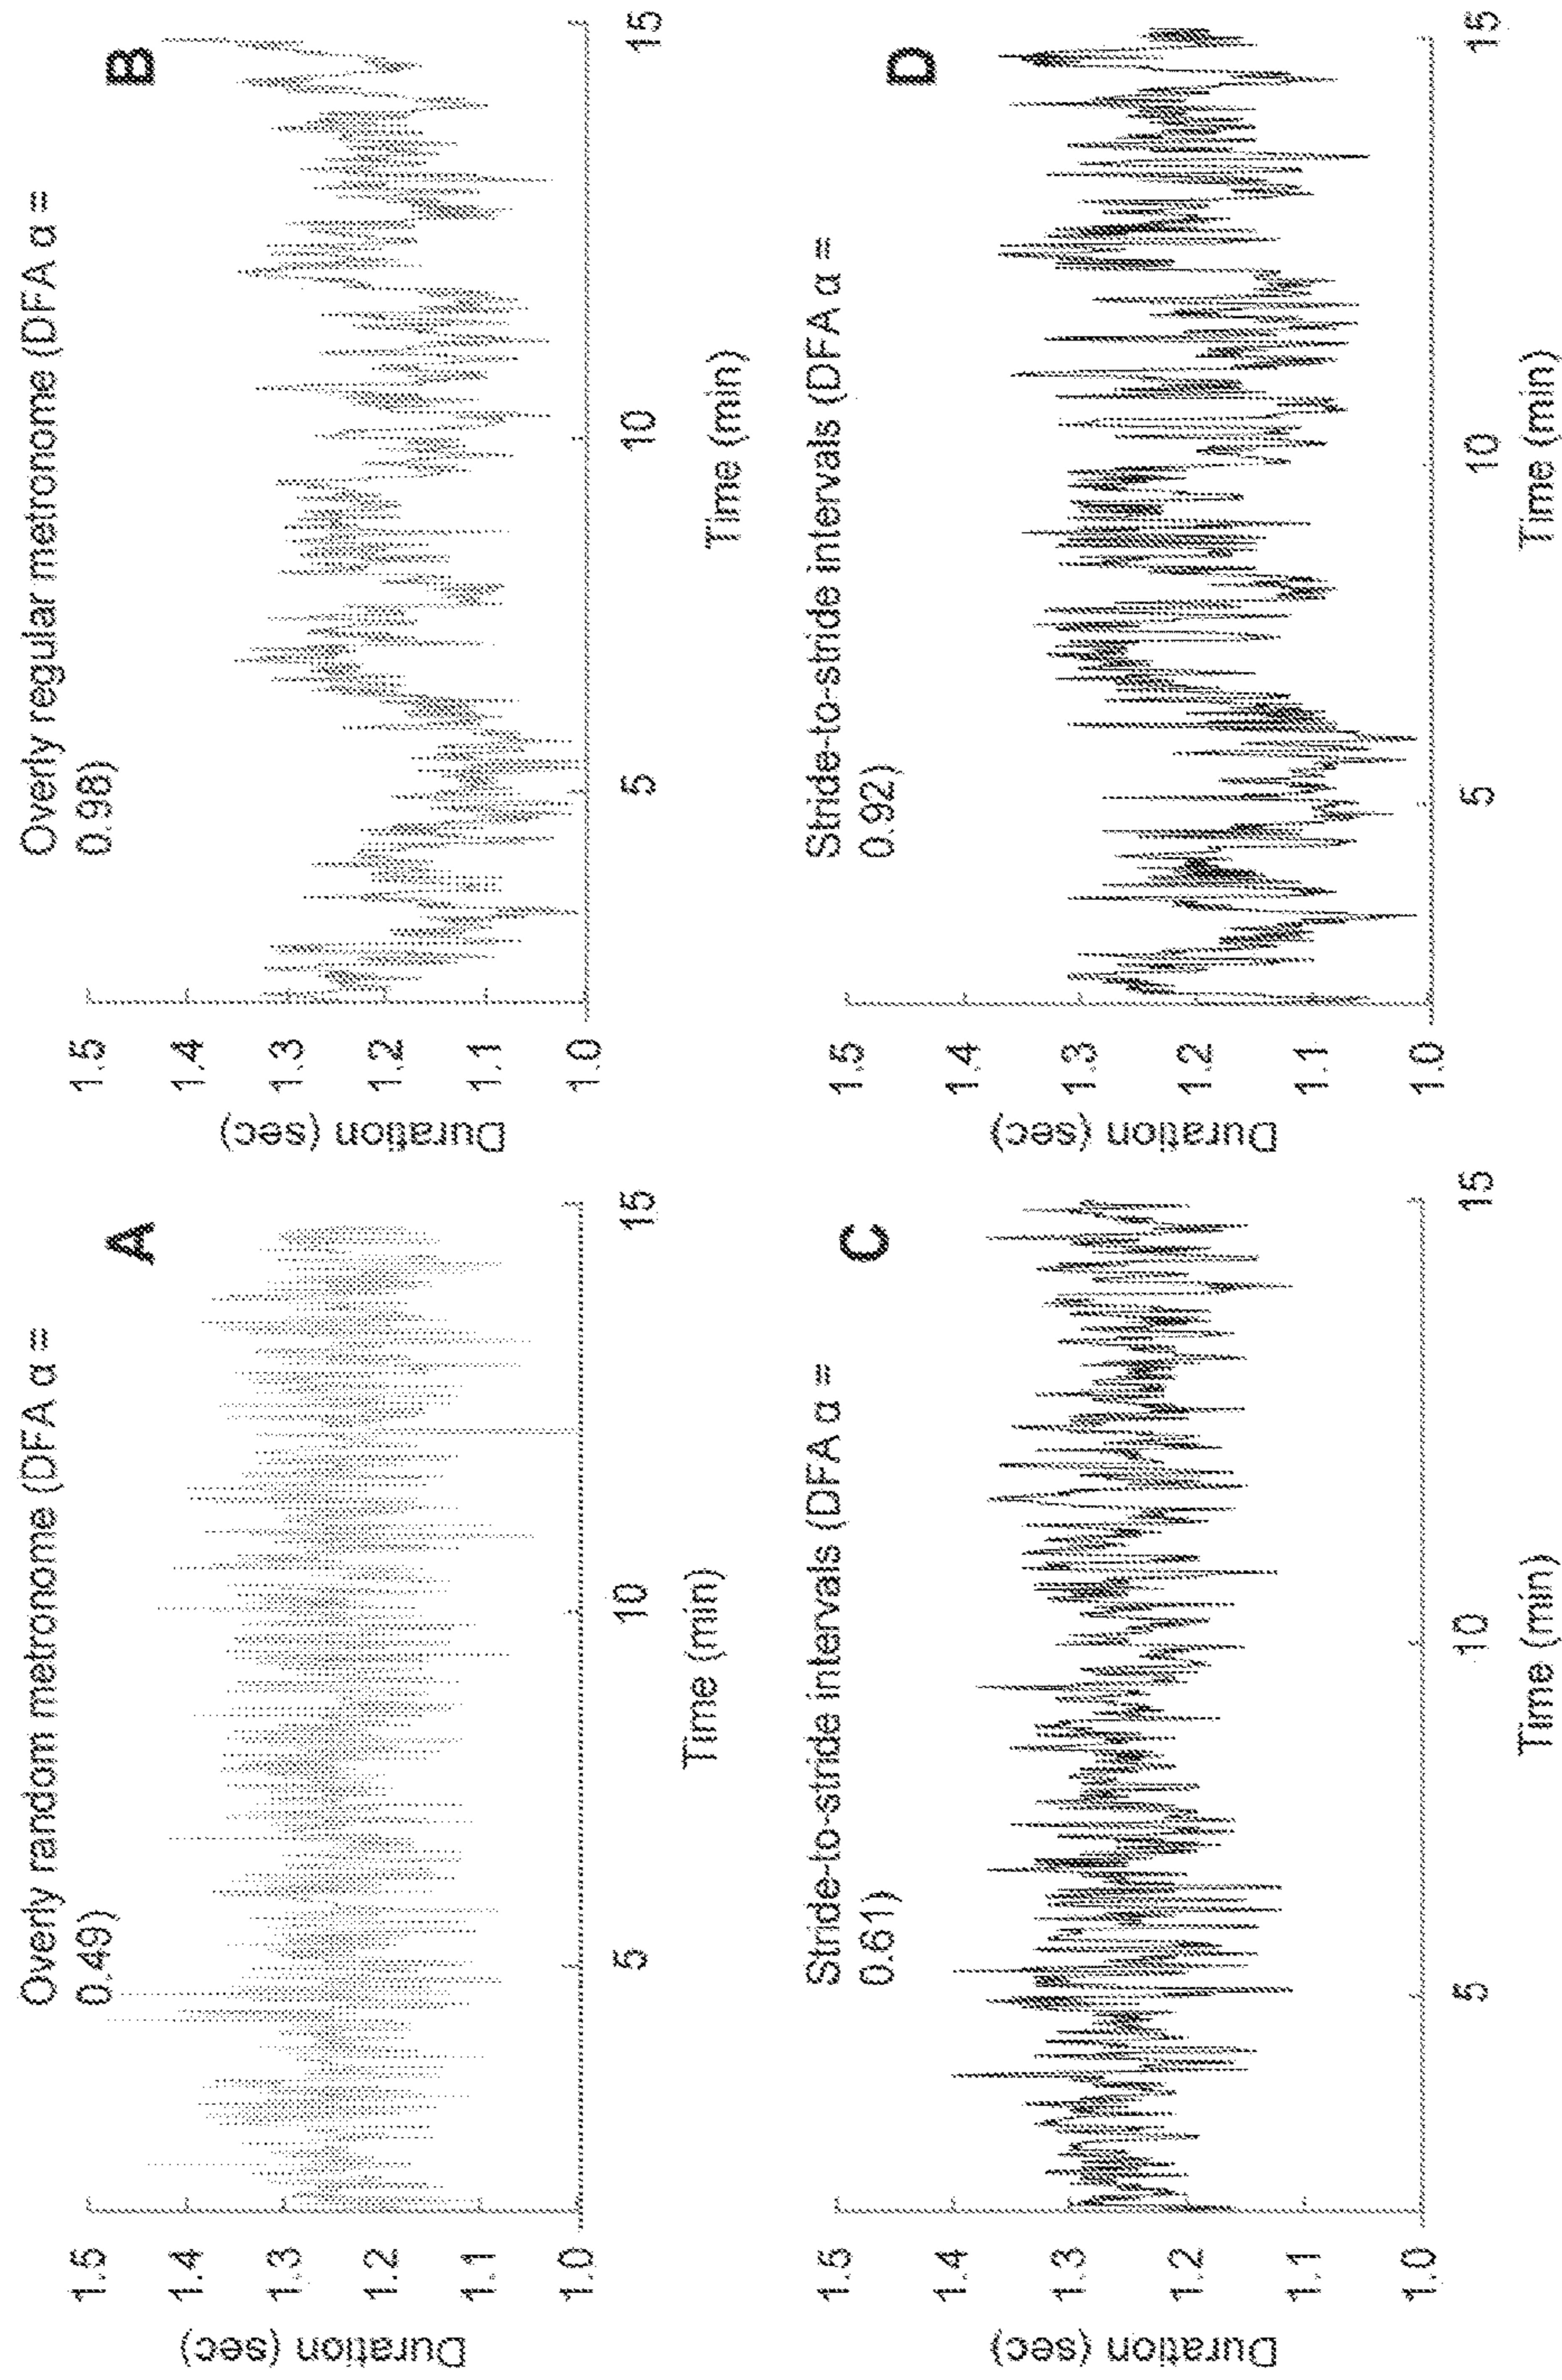 Overly random metronome (DFA α =
0.49)
A
Duration (sec)
1.5
1.4
1.3
1.2
1.1
1.0
5
10
15
Time (min)
Overly regular metronome (DFA α =
0.98)
B
Duration (sec)
1.5
1.4
1.3
1.2
1.1
1.0
5
10
15
Time (min)
Stride-to-stride intervals (DFA α =
0.61)
C
Duration (sec)
1.5
1.4
1.3
1.2
1.1
1.0
5
10
15
Time (min)
Stride-to-stride intervals (DFA α =
0.92)
D
Duration (sec)
1.5
1.4
1.3
1.2
1.1
1.0
5
10
15
Time (min)